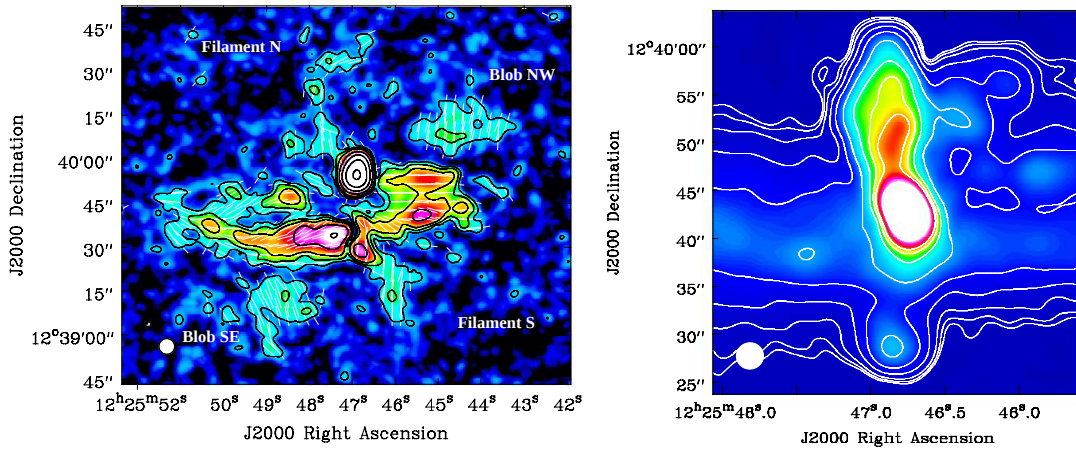 45″
Filament N
30″
Blob NW
15″
12°40′00″
J2000 Declination
40′00″
45″
30″
15″
Filament S
Blob SE
12°39′00″
45″
12ʰ25ᵐ52ˢ
50ˢ
49ˢ
48ˢ
47ˢ
46ˢ
45ˢ
44ˢ
43ˢ
42ˢ
J2000 Right Ascension
55″
50″
45″
J2000 Declination
40″
35″
30″
25″
12ʰ25ᵐ48ˢ.0
47ˢ.0
46ˢ.5
46ˢ.0
J2000 Right Ascension